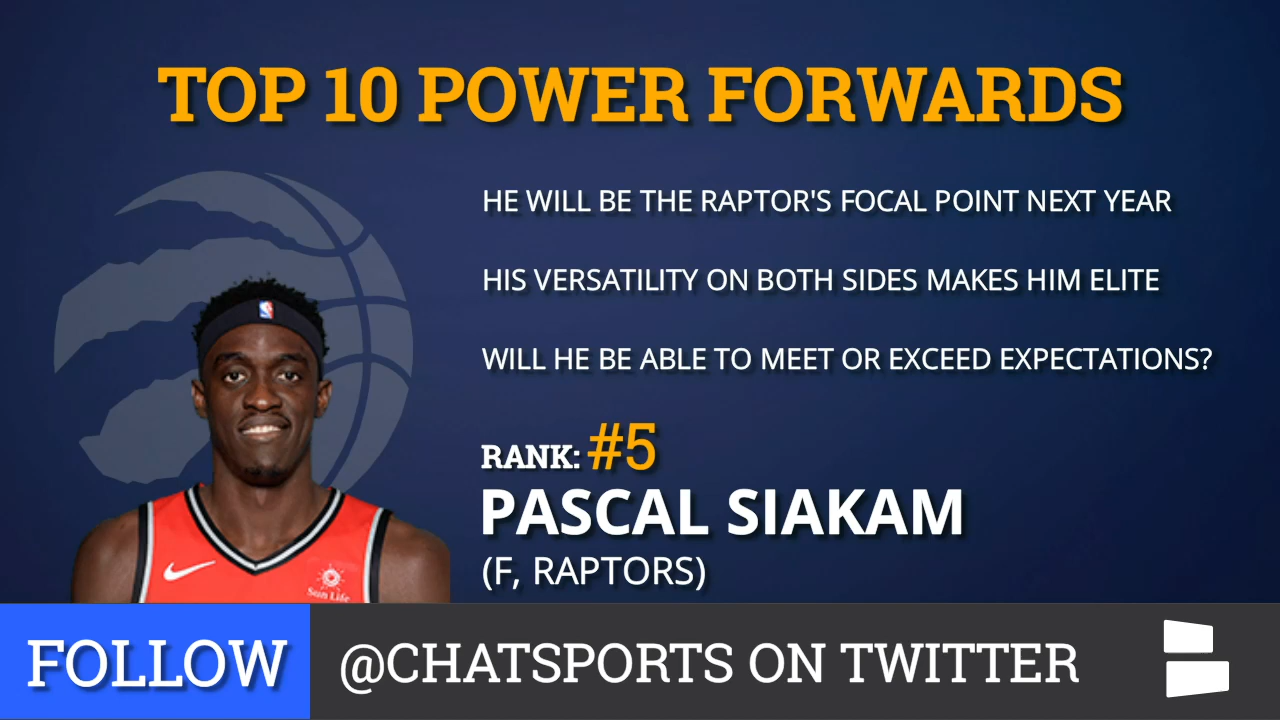 TOP 10 POWER FORWARDS
HE WILL BE THE RAPTOR'S FOCAL POINT NEXT YEAR
HIS VERSATILITY ON BOTH SIDES MAKES HIM ELITE
WILL HE BE ABLE TO MEET OR EXCEED EXPECTATIONS?
RANK: #5
PASCAL SIAKAM
(F, RAPTORS)
Sun Life
FOLLOW @CHATSPORTS ON TWITTER